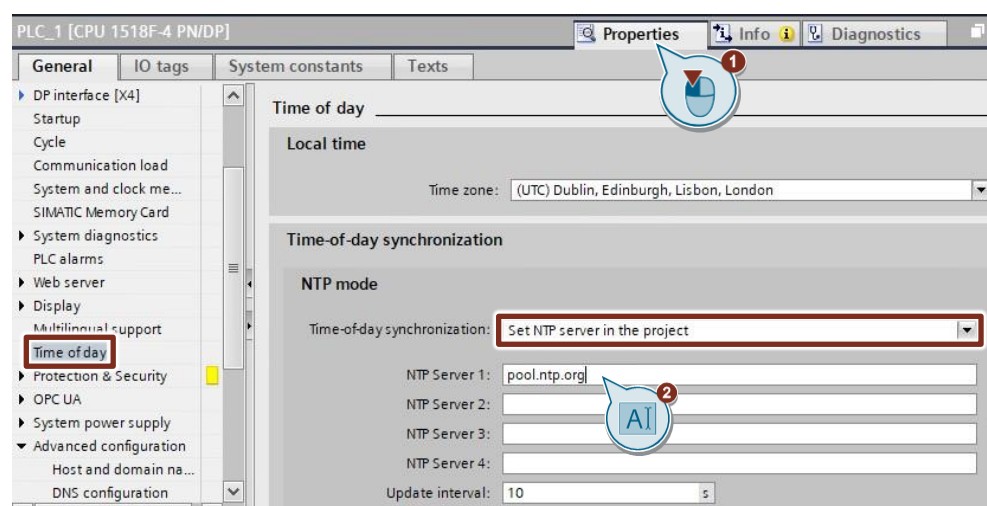 PLC_1 [CPU 1518F-4 PN/DP]
Properties
Info
Diagnostics
General
IO tags
System constants
Texts
1
DP interface [X4]
Startup
Cycle
Communication load
System and clock me...
SIMATIC Memory Card
System diagnostics
PLC alarms
Web server
Display
Multilingual support
Time of day
Protection & Security
OPC UA
System power supply
Advanced configuration
Host and domain na...
DNS configuration
Time of day
Local time
Time zone: (UTC) Dublin, Edinburgh, Lisbon, London
Time-of-day synchronization
NTP mode
Time-of-day synchronization: Set NTP server in the project
NTP Server 1: pool.ntp.org
NTP Server 2:
2
AI
NTP Server 3:
NTP Server 4:
Update interval: 10 s